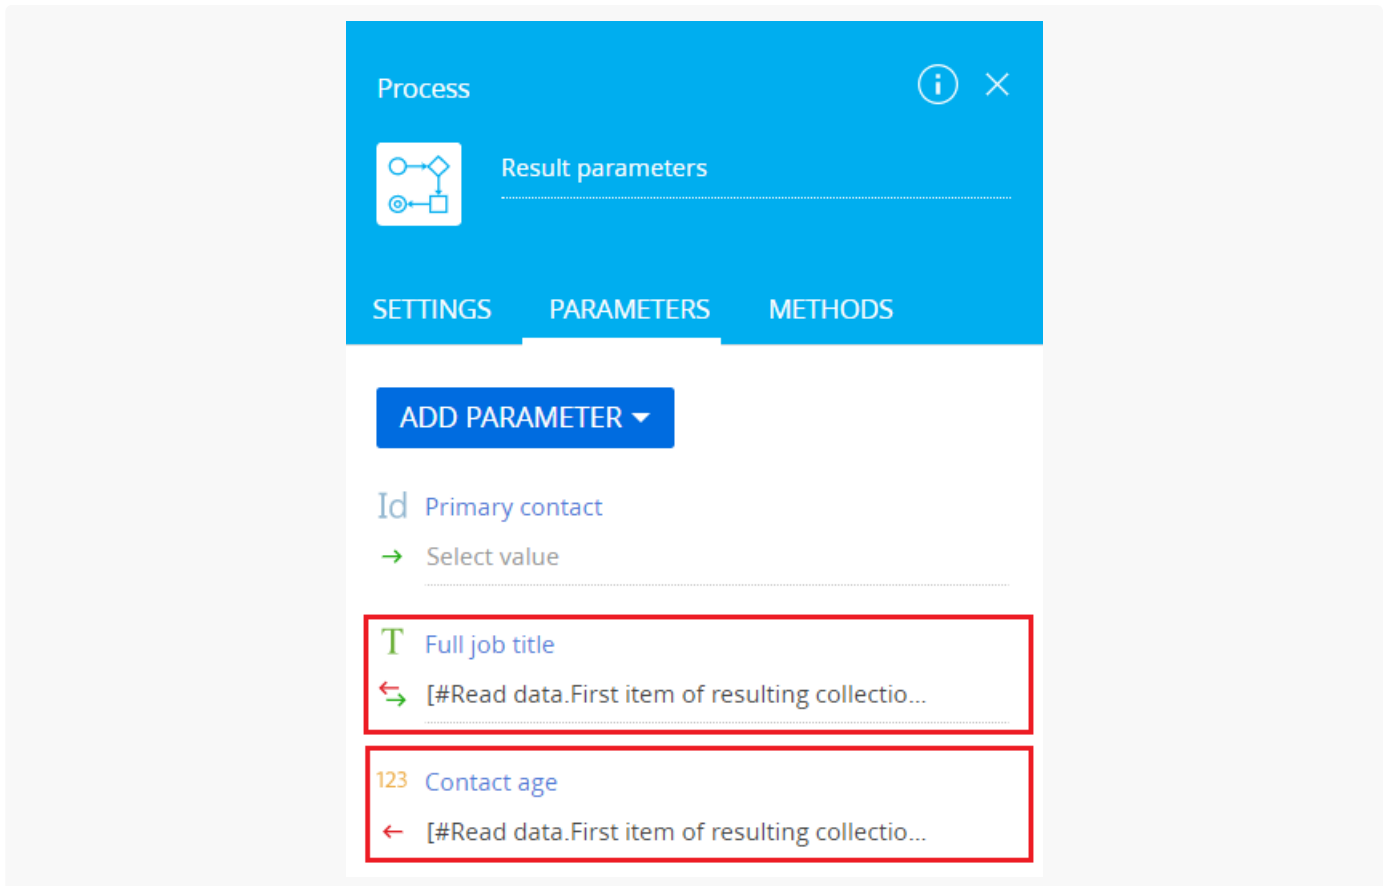 Process
Result parameters
SETTINGS PARAMETERS METHODS
ADD PARAMETER
Id Primary contact
Select value
T Full job title
[#Read data.First item of resulting collectio...
123 Contact age
[#Read data.First item of resulting collectio...